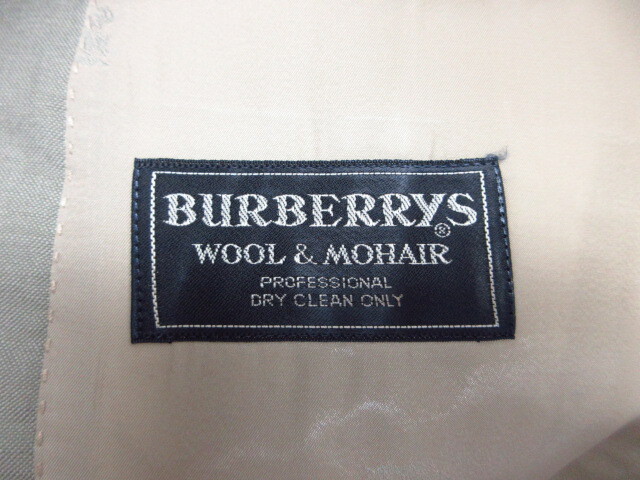 BURBERRYS®
WOOL & MOHAIR
PROFESSIONAL
DRY CLEAN ONLY